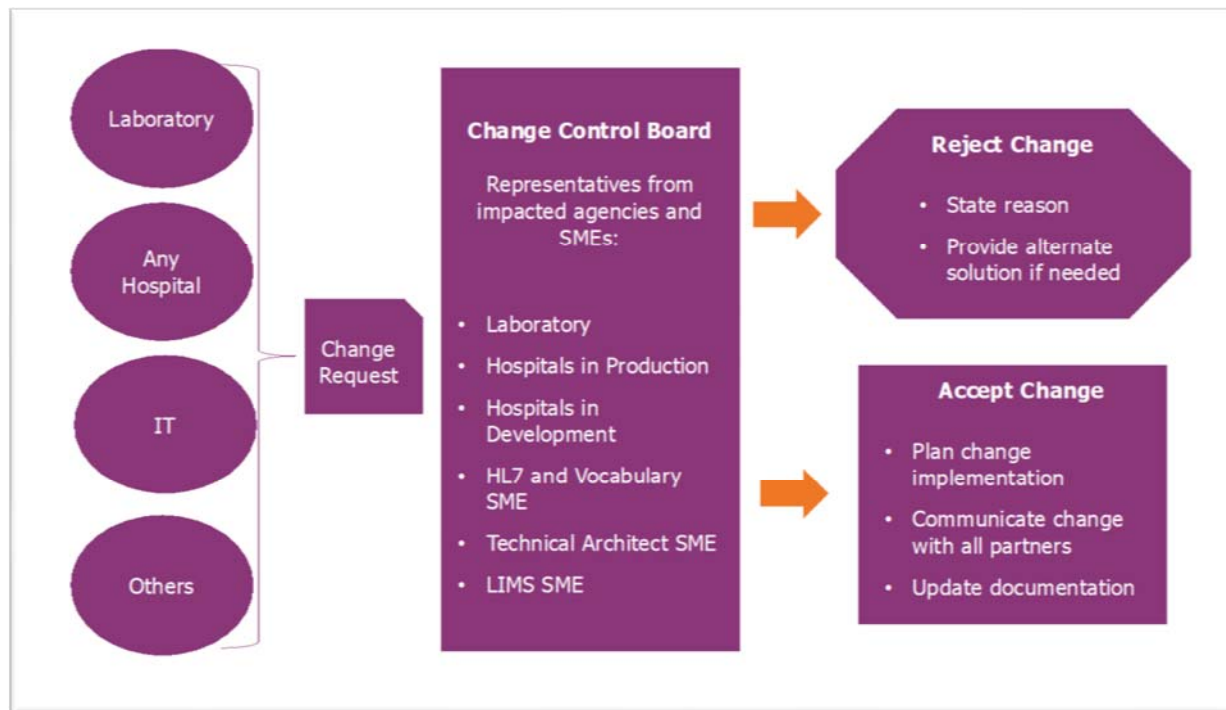 Laboratory
Any
Hospital
IT
Others
Change
Request
Change Control Board
Representatives from
impacted agencies and
SMEs:
• Laboratory
• Hospitals in Production
• Hospitals in
Development
• HL7 and Vocabulary
SME
• Technical Architect SME
• LIMS SME
Reject Change
• State reason
• Provide alternate
solution if needed
Accept Change
• Plan change
implementation
• Communicate change
with all partners
• Update documentation